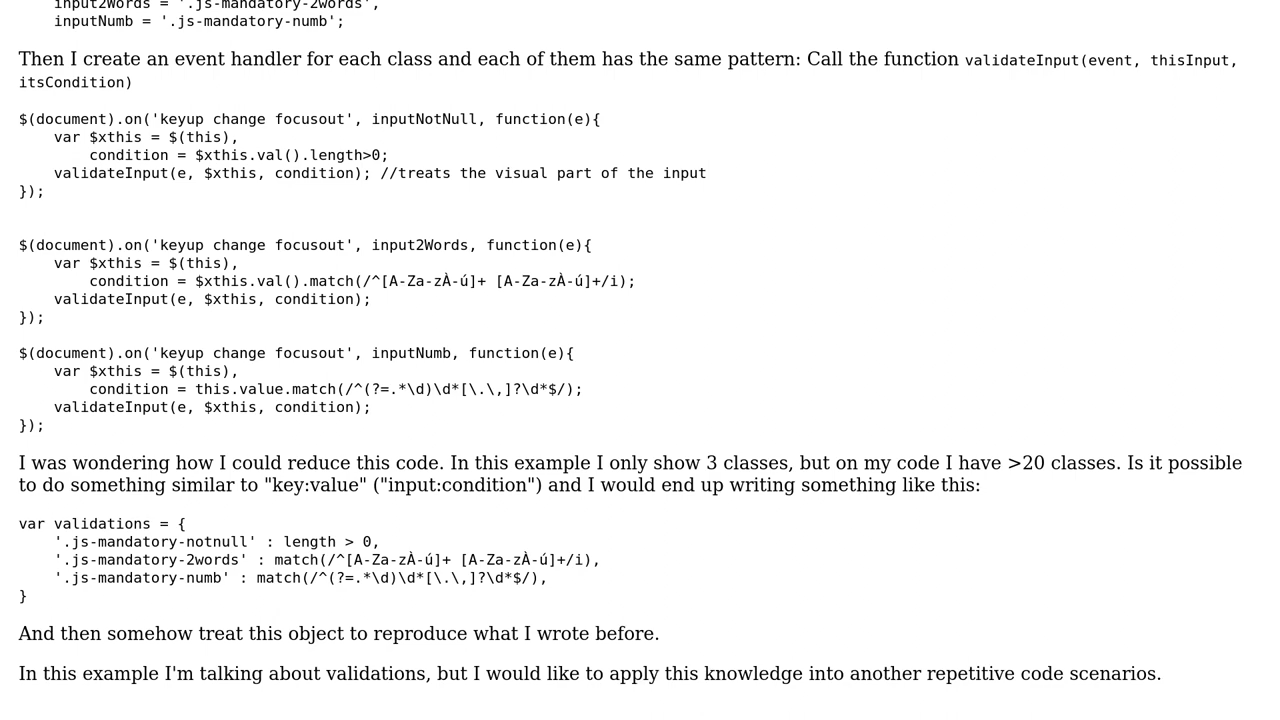 input2Words = '.js-mandatory-2words',
inputNumb = '.js-mandatory-numb';
Then I create an event handler for each class and each of them has the same pattern: Call the function validateInput(event, thisInput,
itsCondition)
$(document).on('keyup change focusout', inputNotNull, function(e){
    var $xthis = $(this),
        condition = $xthis.val().length>0;
    validateInput(e, $xthis, condition); //treats the visual part of the input
});
$(document).on('keyup change focusout', input2Words, function(e){
    var $xthis = $(this),
        condition = $xthis.val().match(/^[A-Za-zÀ-ú]+ [A-Za-zÀ-ú]+/i);
    validateInput(e, $xthis, condition);
});
$(document).on('keyup change focusout', inputNumb, function(e){
    var $xthis = $(this),
        condition = this.value.match(/^(?=.*\d)\d*[\.\,]?\d*$/);
    validateInput(e, $xthis, condition);
});
I was wondering how I could reduce this code. In this example I only show 3 classes, but on my code I have >20 classes. Is it possible
to do something similar to "key:value" ("input:condition") and I would end up writing something like this:
var validations = {
    '.js-mandatory-notnull' : length > 0,
    '.js-mandatory-2words' : match(/^[A-Za-zÀ-ú]+ [A-Za-zÀ-ú]+/i),
    '.js-mandatory-numb' : match(/^(?=.*\d)\d*[\.\,]?\d*$/),
}
And then somehow treat this object to reproduce what I wrote before.
In this example I'm talking about validations, but I would like to apply this knowledge into another repetitive code scenarios.